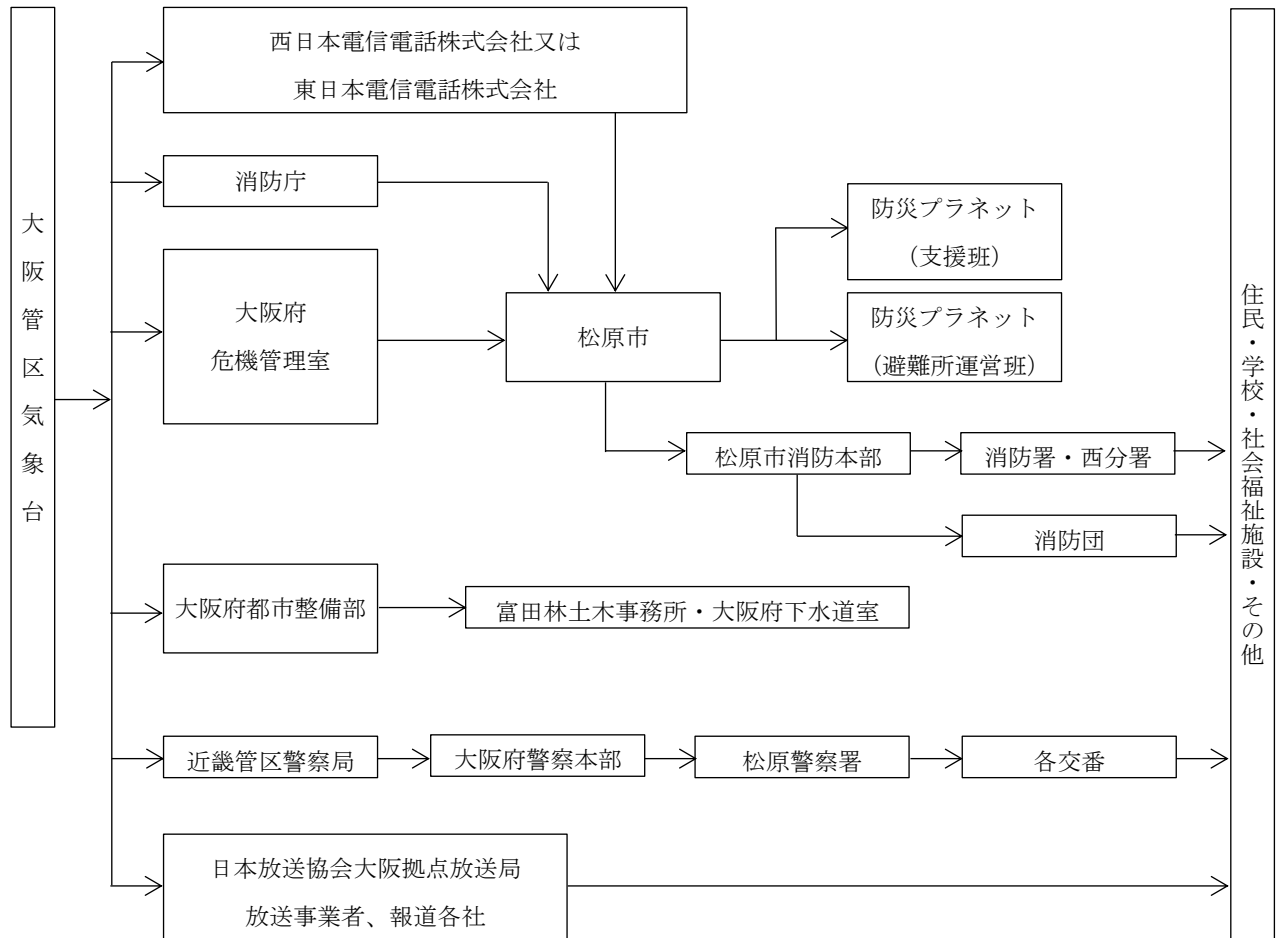 大阪管区気象台
西日本電信電話株式会社又は
東日本電信電話株式会社
消防庁
大阪府
危機管理室
松原市
防災プラネット
（支援班）
防災プラネット
（避難所運営班）
松原市消防本部
消防署・西分署
消防団
大阪府都市整備部
富田林土木事務所・大阪府下水道室
近畿管区警察局
大阪府警察本部
松原警察署
各交番
日本放送協会大阪拠点放送局
放送事業者、報道各社
住民・学校・社会福祉施設・その他